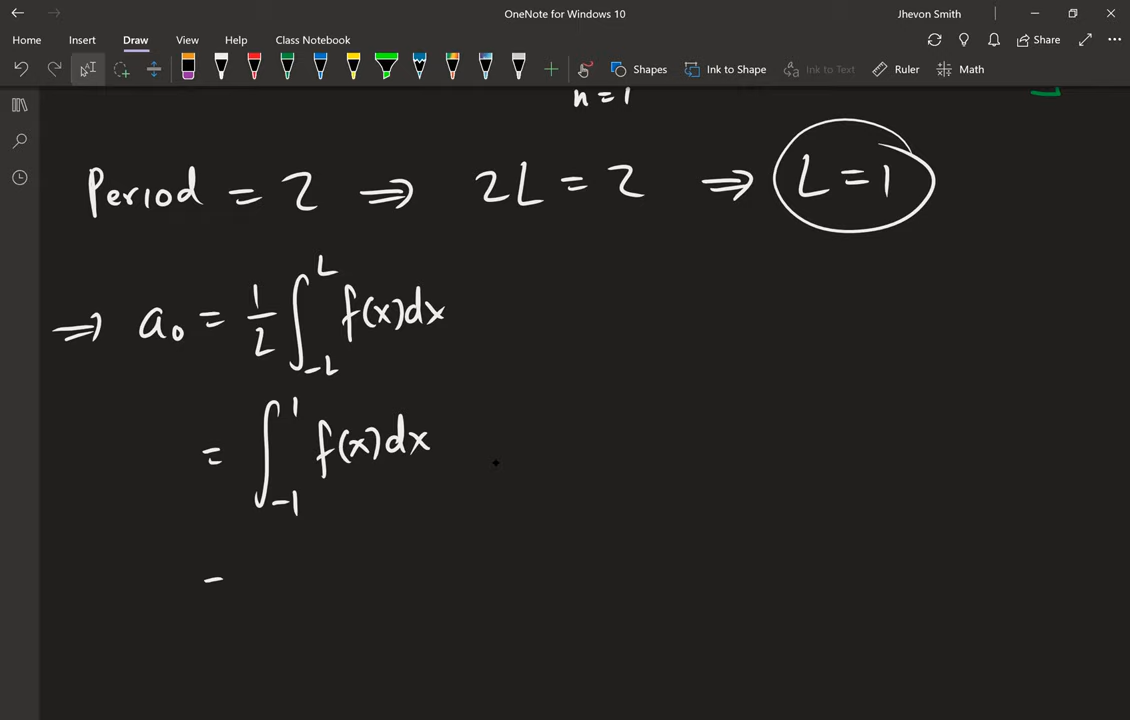 OneNote for Windows 10
Jhevon Smith
Home Insert Draw View Help Class Notebook
Share
Shapes Ink to Shape Ink to Text Ruler Math
n = 1
Period = 2 ⟹ 2L = 2 ⟹ L = 1
⟹ a₀ = 1/L ∫_{-L}^{L} f(x)dx
= ∫_{-1}^{1} f(x)dx
-